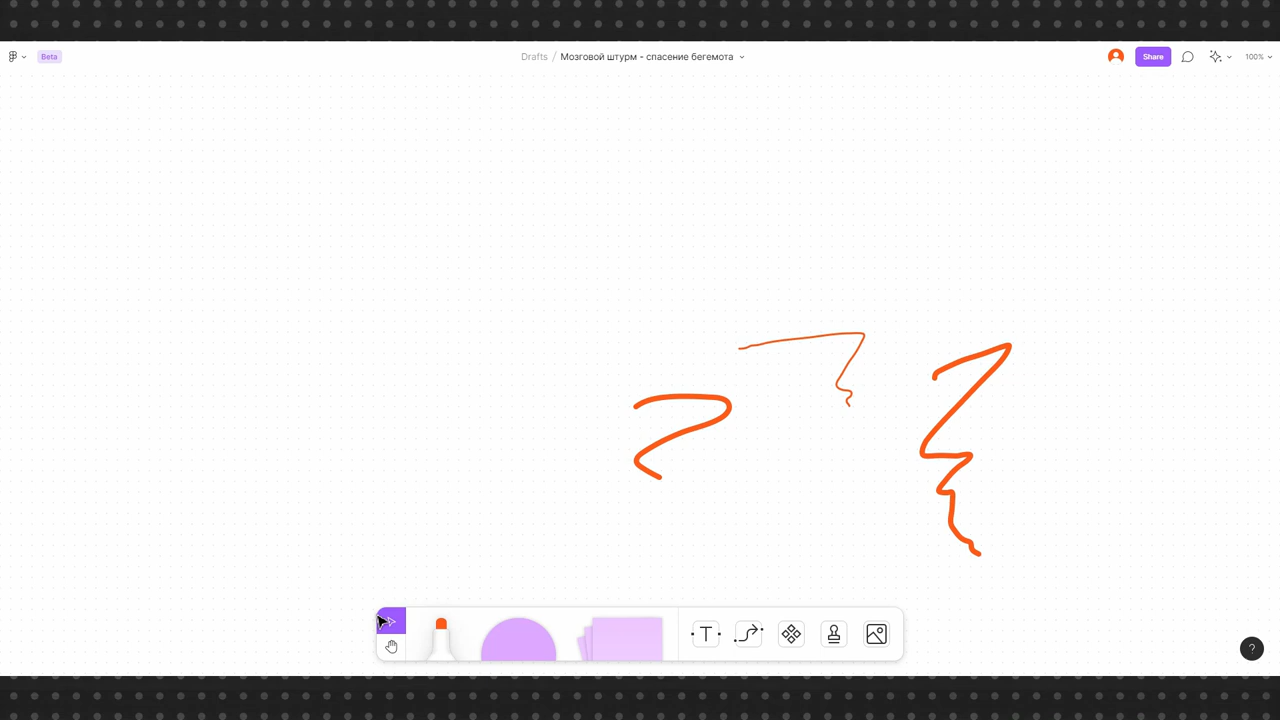 Beta
Drafts / Мозговой штурм - спасение бегемота
Share
100%
T
?